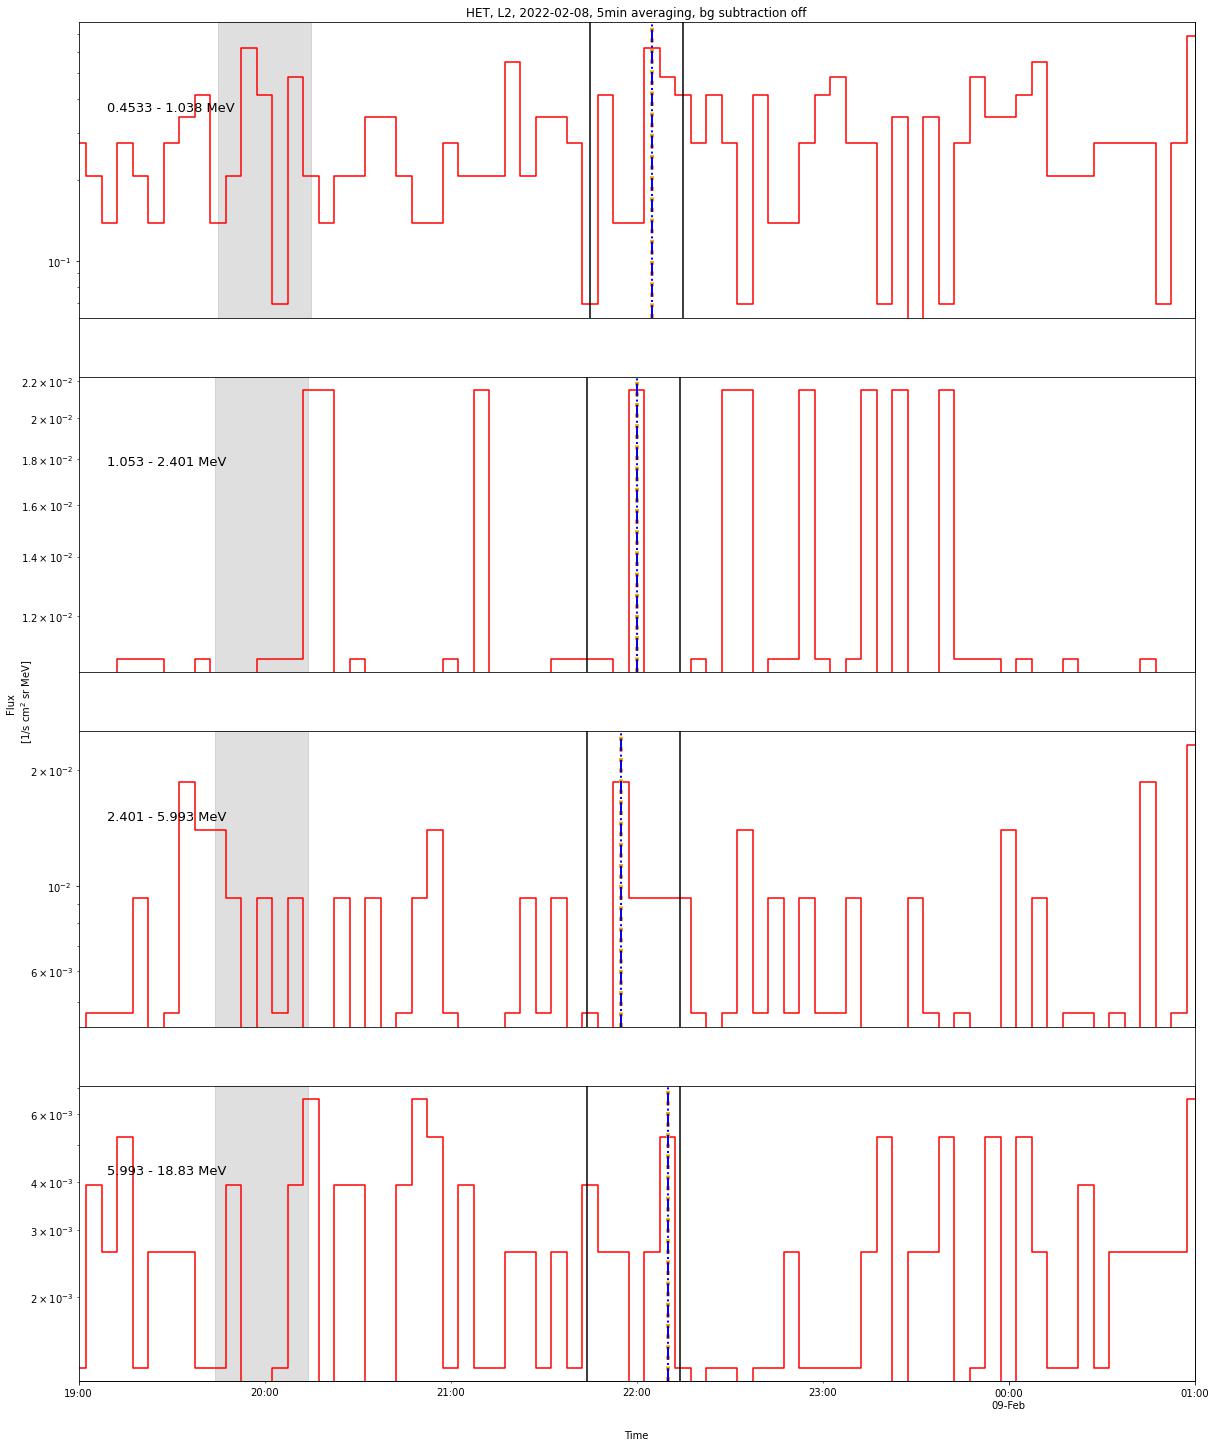 HET, L2, 2022-02-08, 5min averaging, bg subtraction off
0.4533 - 1.038 MeV
10⁻¹
2.2 × 10⁻²
2 × 10⁻²
1.8 × 10⁻²
1.6 × 10⁻²
1.4 × 10⁻²
1.2 × 10⁻²
1.053 - 2.401 MeV
Flux
[1/s cm² sr MeV]
2 × 10⁻²
10⁻²
6 × 10⁻³
2.401 - 5.993 MeV
6 × 10⁻³
4 × 10⁻³
3 × 10⁻³
2 × 10⁻³
5.993 - 18.83 MeV
19:00 20:00 21:00 22:00 23:00 00:00 01:00
09-Feb
Time